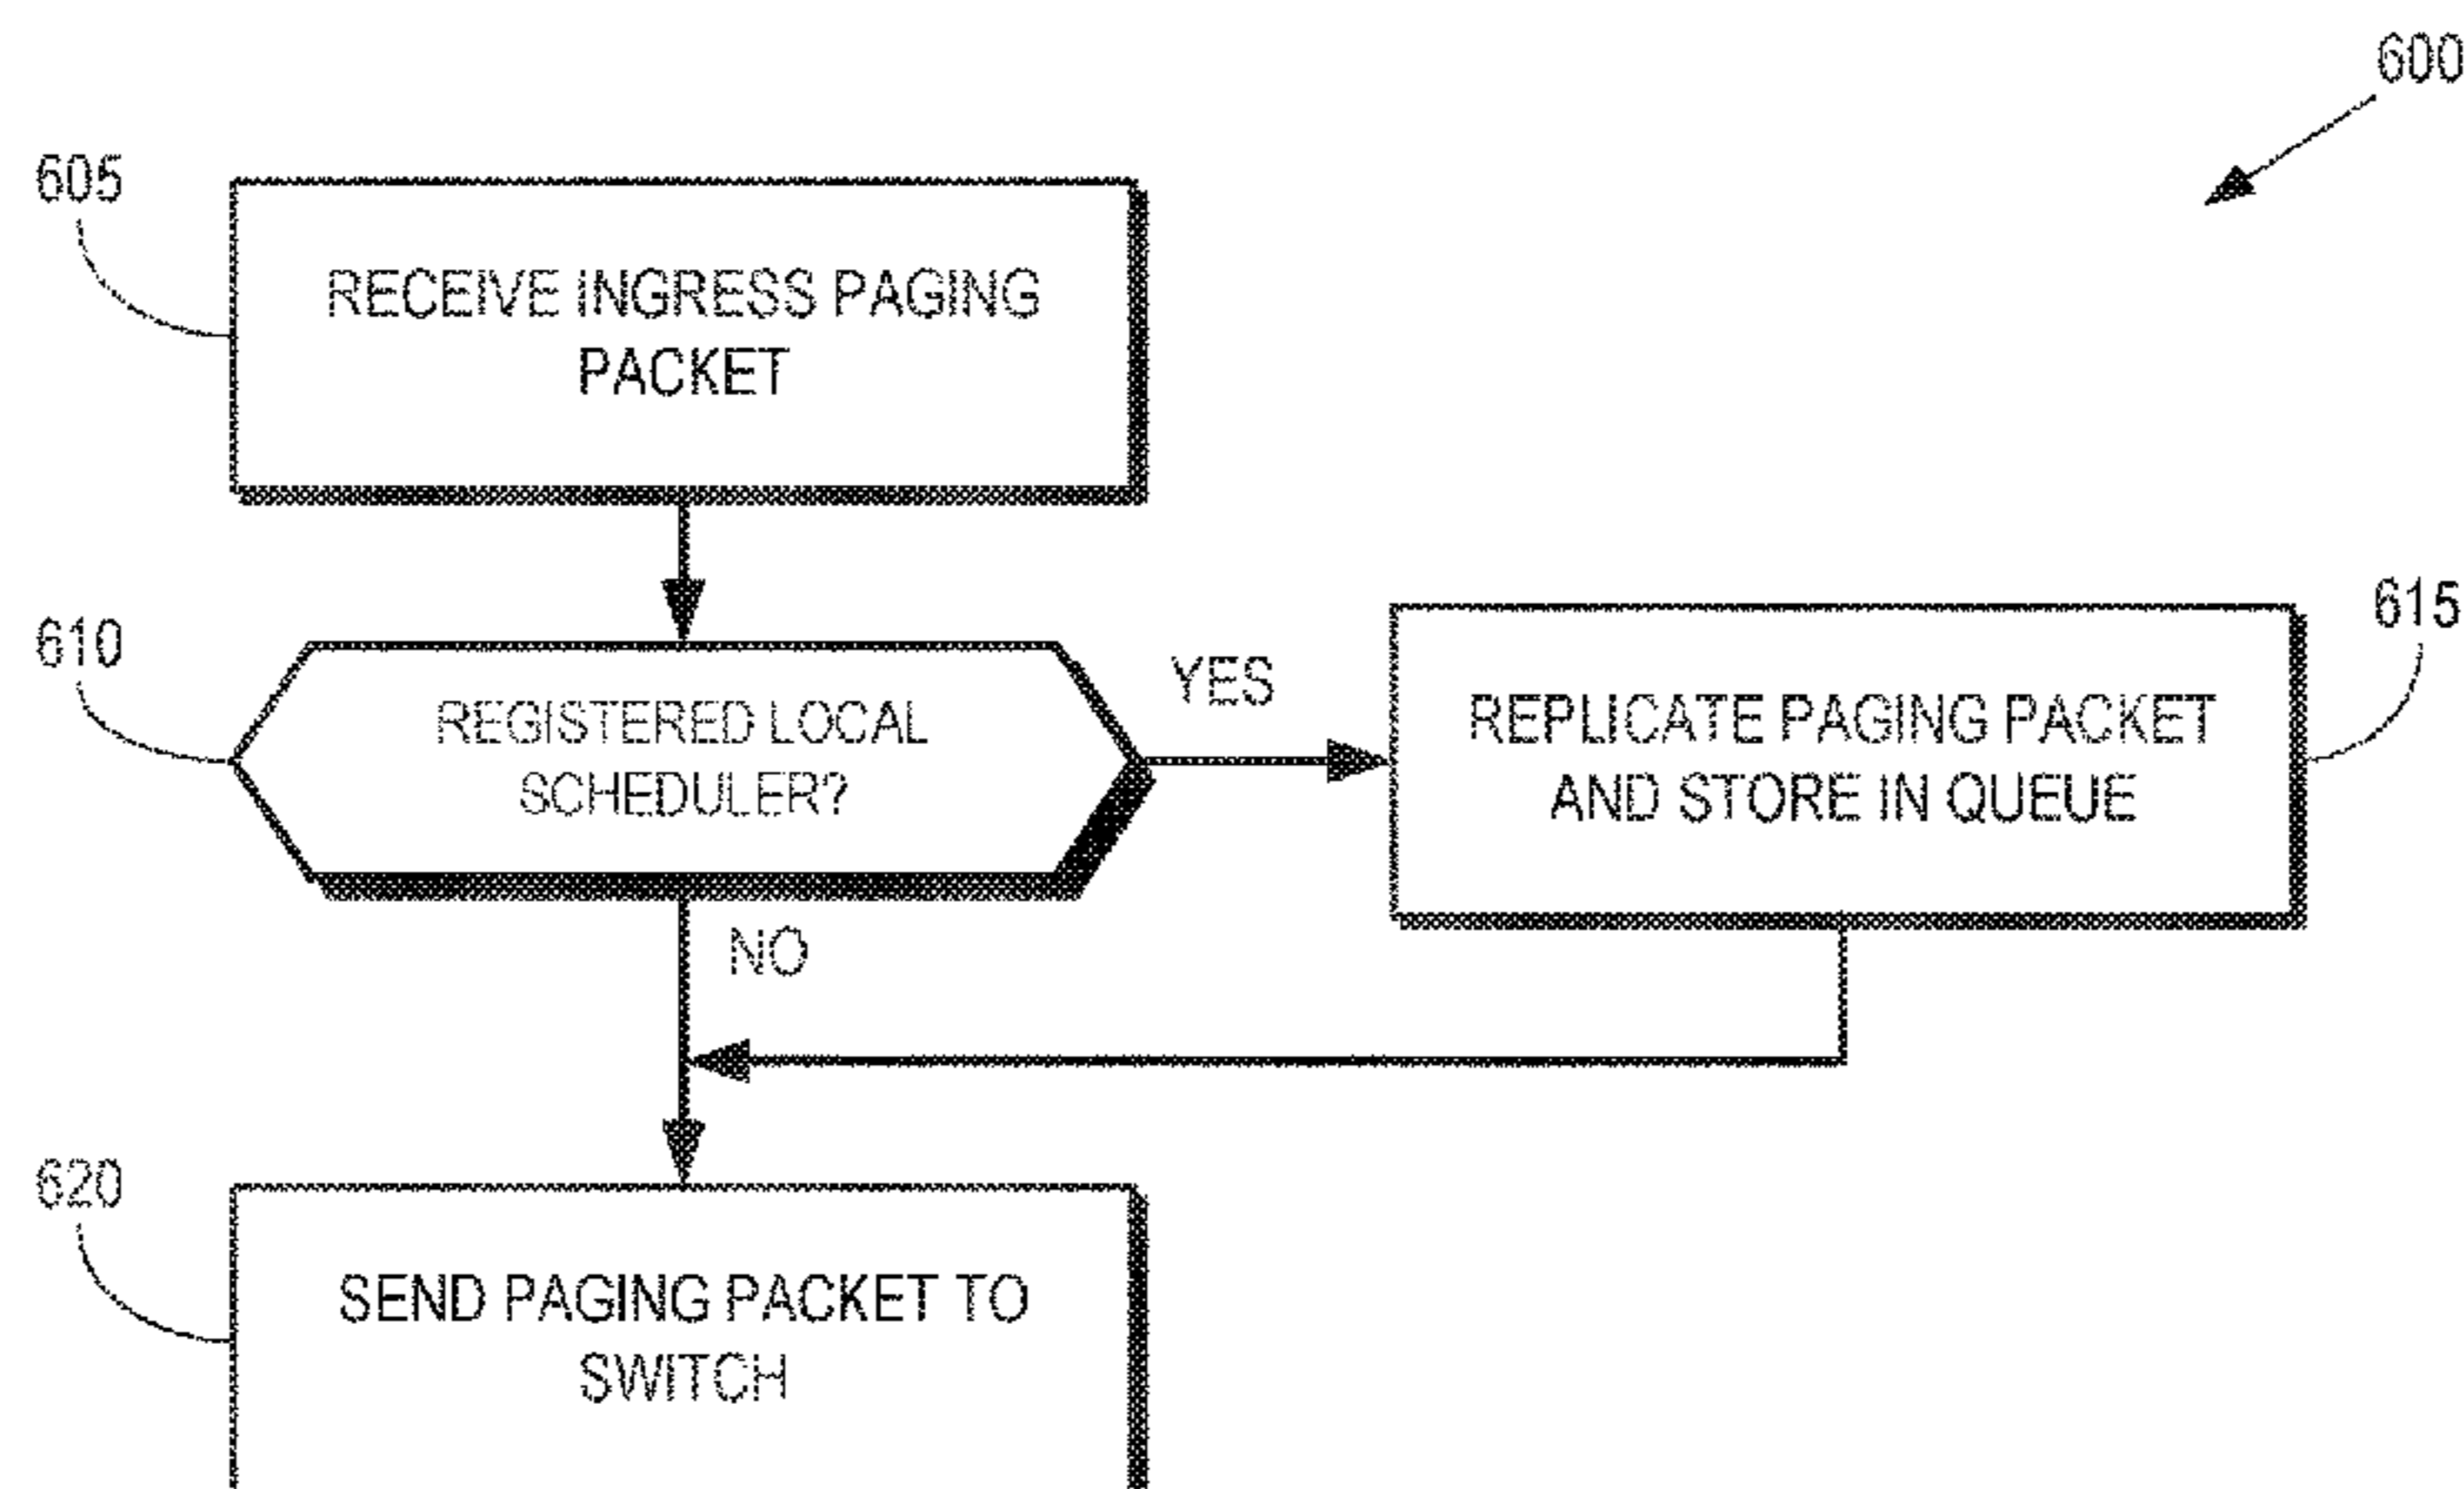 600
605
RECEIVE INGRESS PAGING
PACKET
610
REGISTERED LOCAL
SCHEDULER?
YES
615
REPLICATE PAGING PACKET
AND STORE IN QUEUE
NO
620
SEND PAGING PACKET TO
SWITCH